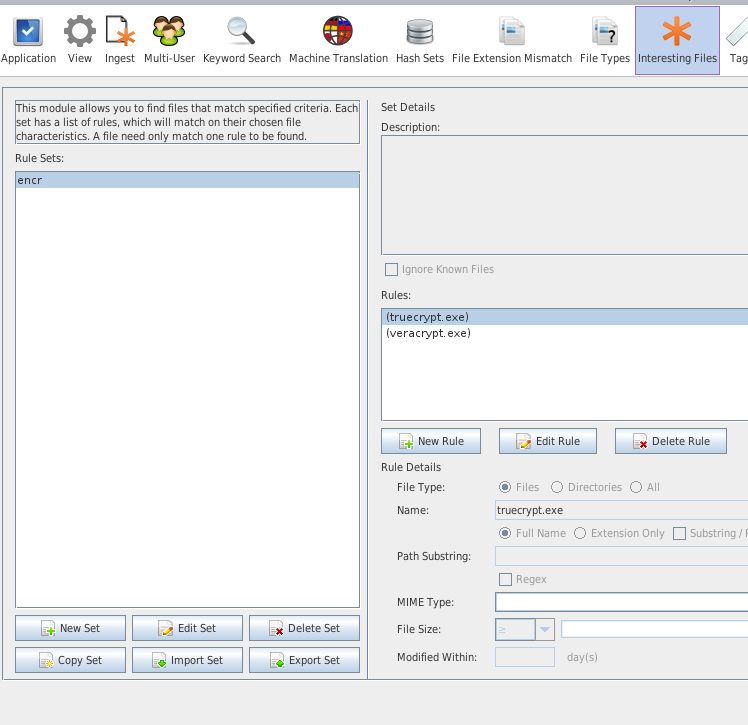 Application View Ingest Multi-User Keyword Search Machine Translation Hash Sets File Extension Mismatch File Types Interesting Files Tag
This module allows you to find files that match specified criteria. Each
set has a list of rules, which will match on their chosen file
characteristics. A file need only match one rule to be found.
Rule Sets:
encr
New Set Edit Set Delete Set
Copy Set Import Set Export Set
Set Details
Description:
Ignore Known Files
Rules:
(truecrypt.exe)
(veracrypt.exe)
New Rule Edit Rule Delete Rule
Rule Details
File Type: Files Directories All
Name: truecrypt.exe
Full Name Extension Only Substring /
Path Substring:
Regex
MIME Type:
File Size: ≥
Modified Within: day(s)